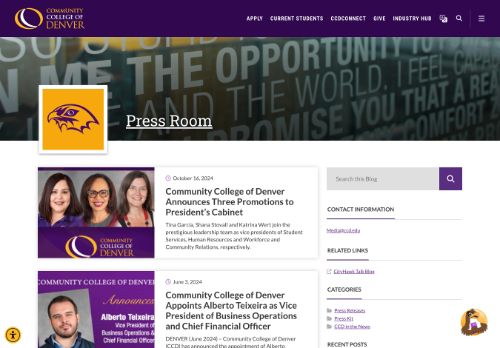 COMMUNITY
COLLEGE OF
DENVER
APPLY CURRENT STUDENTS CCDCONNECT GIVE INDUSTRY HUB
SO STUDENT
ME THE OPPORTUNITY
AND THE WORLD. I FEEL CAP
PROMISE YOU THAT A
COMFORT
Press Room
October 16, 2024
Community College of Denver
Announces Three Promotions to
President's Cabinet
Tina Garcia, Shana Stovall and Katrina Wert join the
prestigious leadership team as vice presidents of Student
Services, Human Resources and Workforce and
Community Relations, respectively.
COMMUNITY
COLLEGE OF
DENVER
COMMUNITY COLLEGE OF DENVER
Announces
Alberto Teixeira
Vice President of
Business Operations &
Chief Financial Officer
June 3, 2024
Community College of Denver
Appoints Alberto Teixeira as Vice
President of Business Operations
and Chief Financial Officer
DENVER (June 2024) – Community College of Denver
(CCD) has announced the appointment of Alberto
Search this Blog
CONTACT INFORMATION
Media@ccd.edu
RELATED LINKS
CityHawk Talk Blog
CATEGORIES
Press Releases
Press Kit
CCD in the News
RECENT POSTS